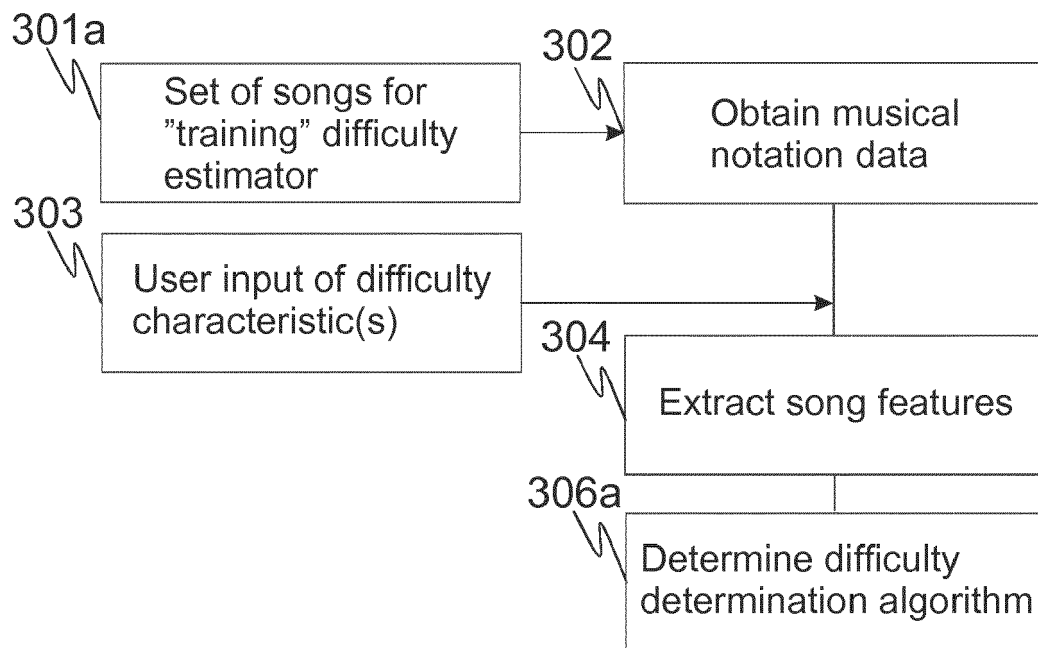 301a
Set of songs for
”training” difficulty
estimator
302
Obtain musical
notation data
303
User input of difficulty
characteristic(s)
304
Extract song features
306a
Determine difficulty
determination algorithm